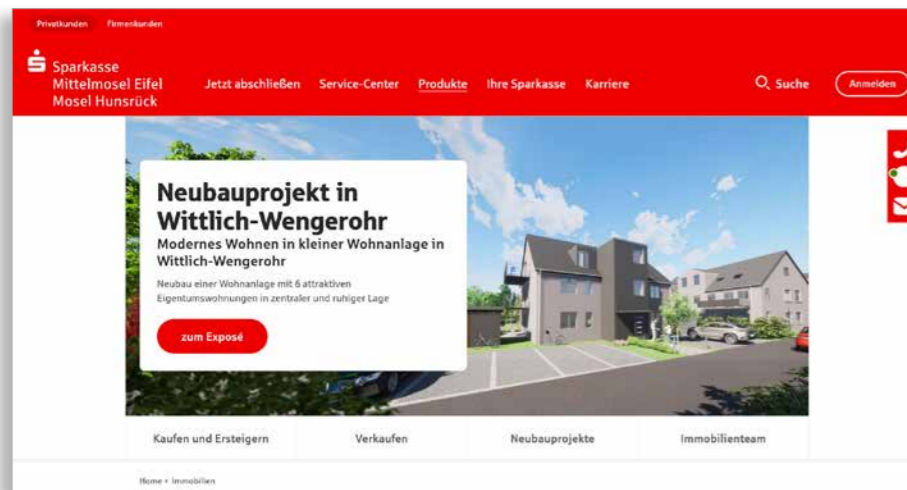 Privatkunden Firmenkunden
Sparkasse
Mittelmosel Eifel
Mosel Hunsrück
Jetzt abschließen Service-Center Produkte Ihre Sparkasse Karriere
Suche
Anmelden
Neubauprojekt in
Wittlich-Wengerohr
Modernes Wohnen in kleiner Wohnanlage in
Wittlich-Wengerohr
Neubau einer Wohnanlage mit 6 attraktiven
Eigentumswohnungen in zentraler und ruhiger Lage
zum Exposé
Kaufen und Ersteigern Verkaufen Neubauprojekte Immobilienteam
Home • Immobilien